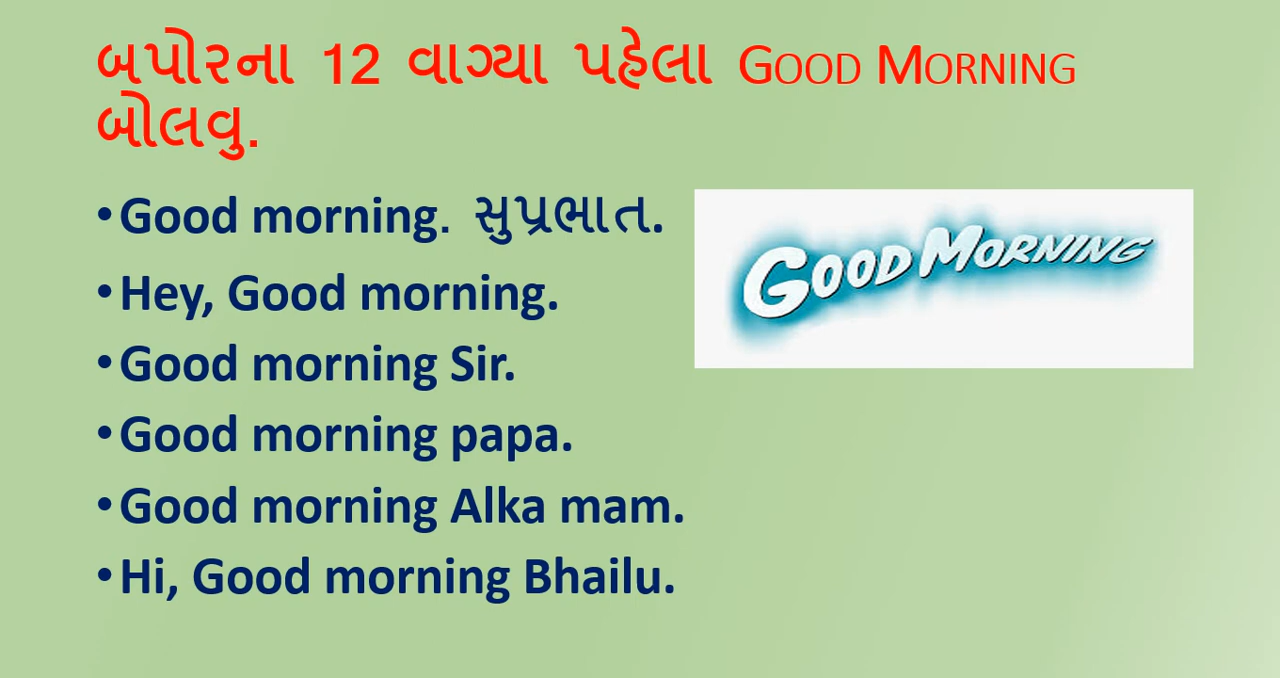 બપોરના 12 વાગ્યા પહેલા GOOD MORNING
બોલવુ.
•Good morning. સુપ્રભાત.
•Hey, Good morning.
•Good morning Sir.
•Good morning papa.
•Good morning Alka mam.
•Hi, Good morning Bhailu.
GOOD MORNING